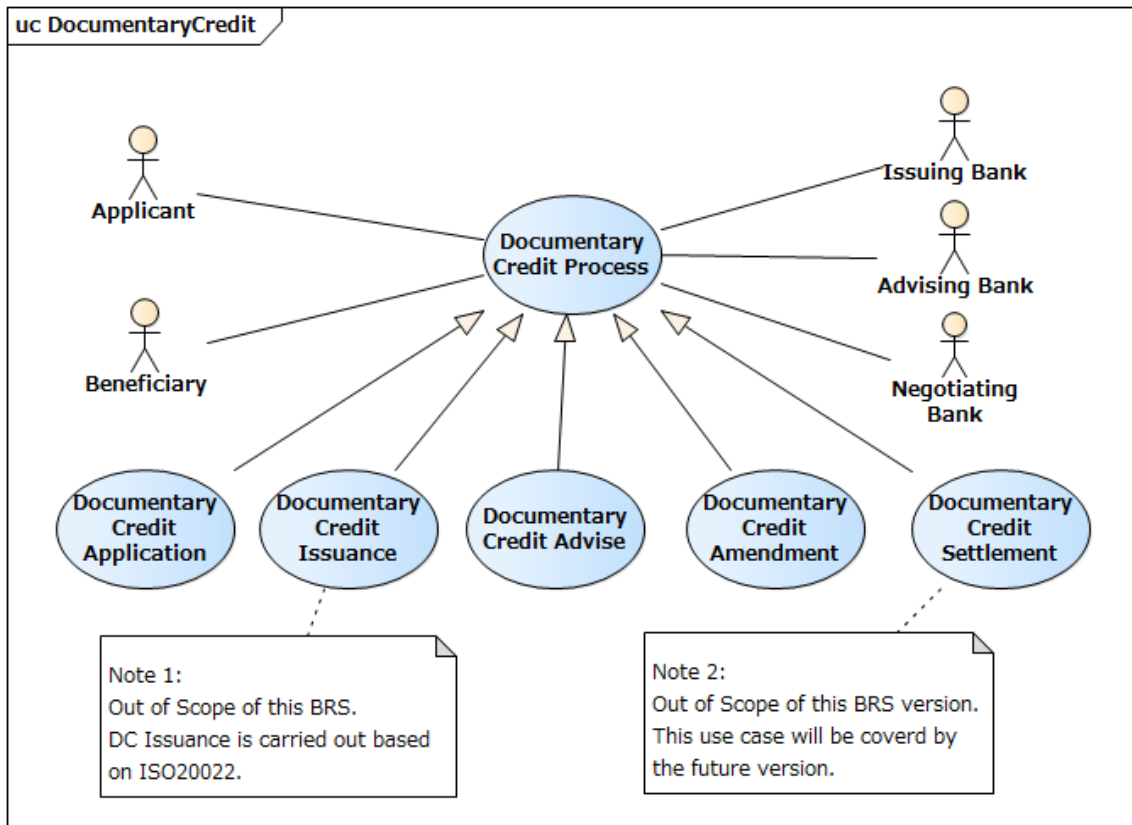 uc DocumentaryCredit
Applicant
Beneficiary
Documentary
Credit Process
Issuing Bank
Advising Bank
Negotiating
Bank
Documentary
Credit
Application
Documentary
Credit
Issuance
Documentary
Credit Advise
Documentary
Credit
Amendment
Documentary
Credit
Settlement
Note 1:
Out of Scope of this BRS.
DC Issuance is carried out based
on ISO20022.
Note 2:
Out of Scope of this BRS version.
This use case will be coverd by
the future version.